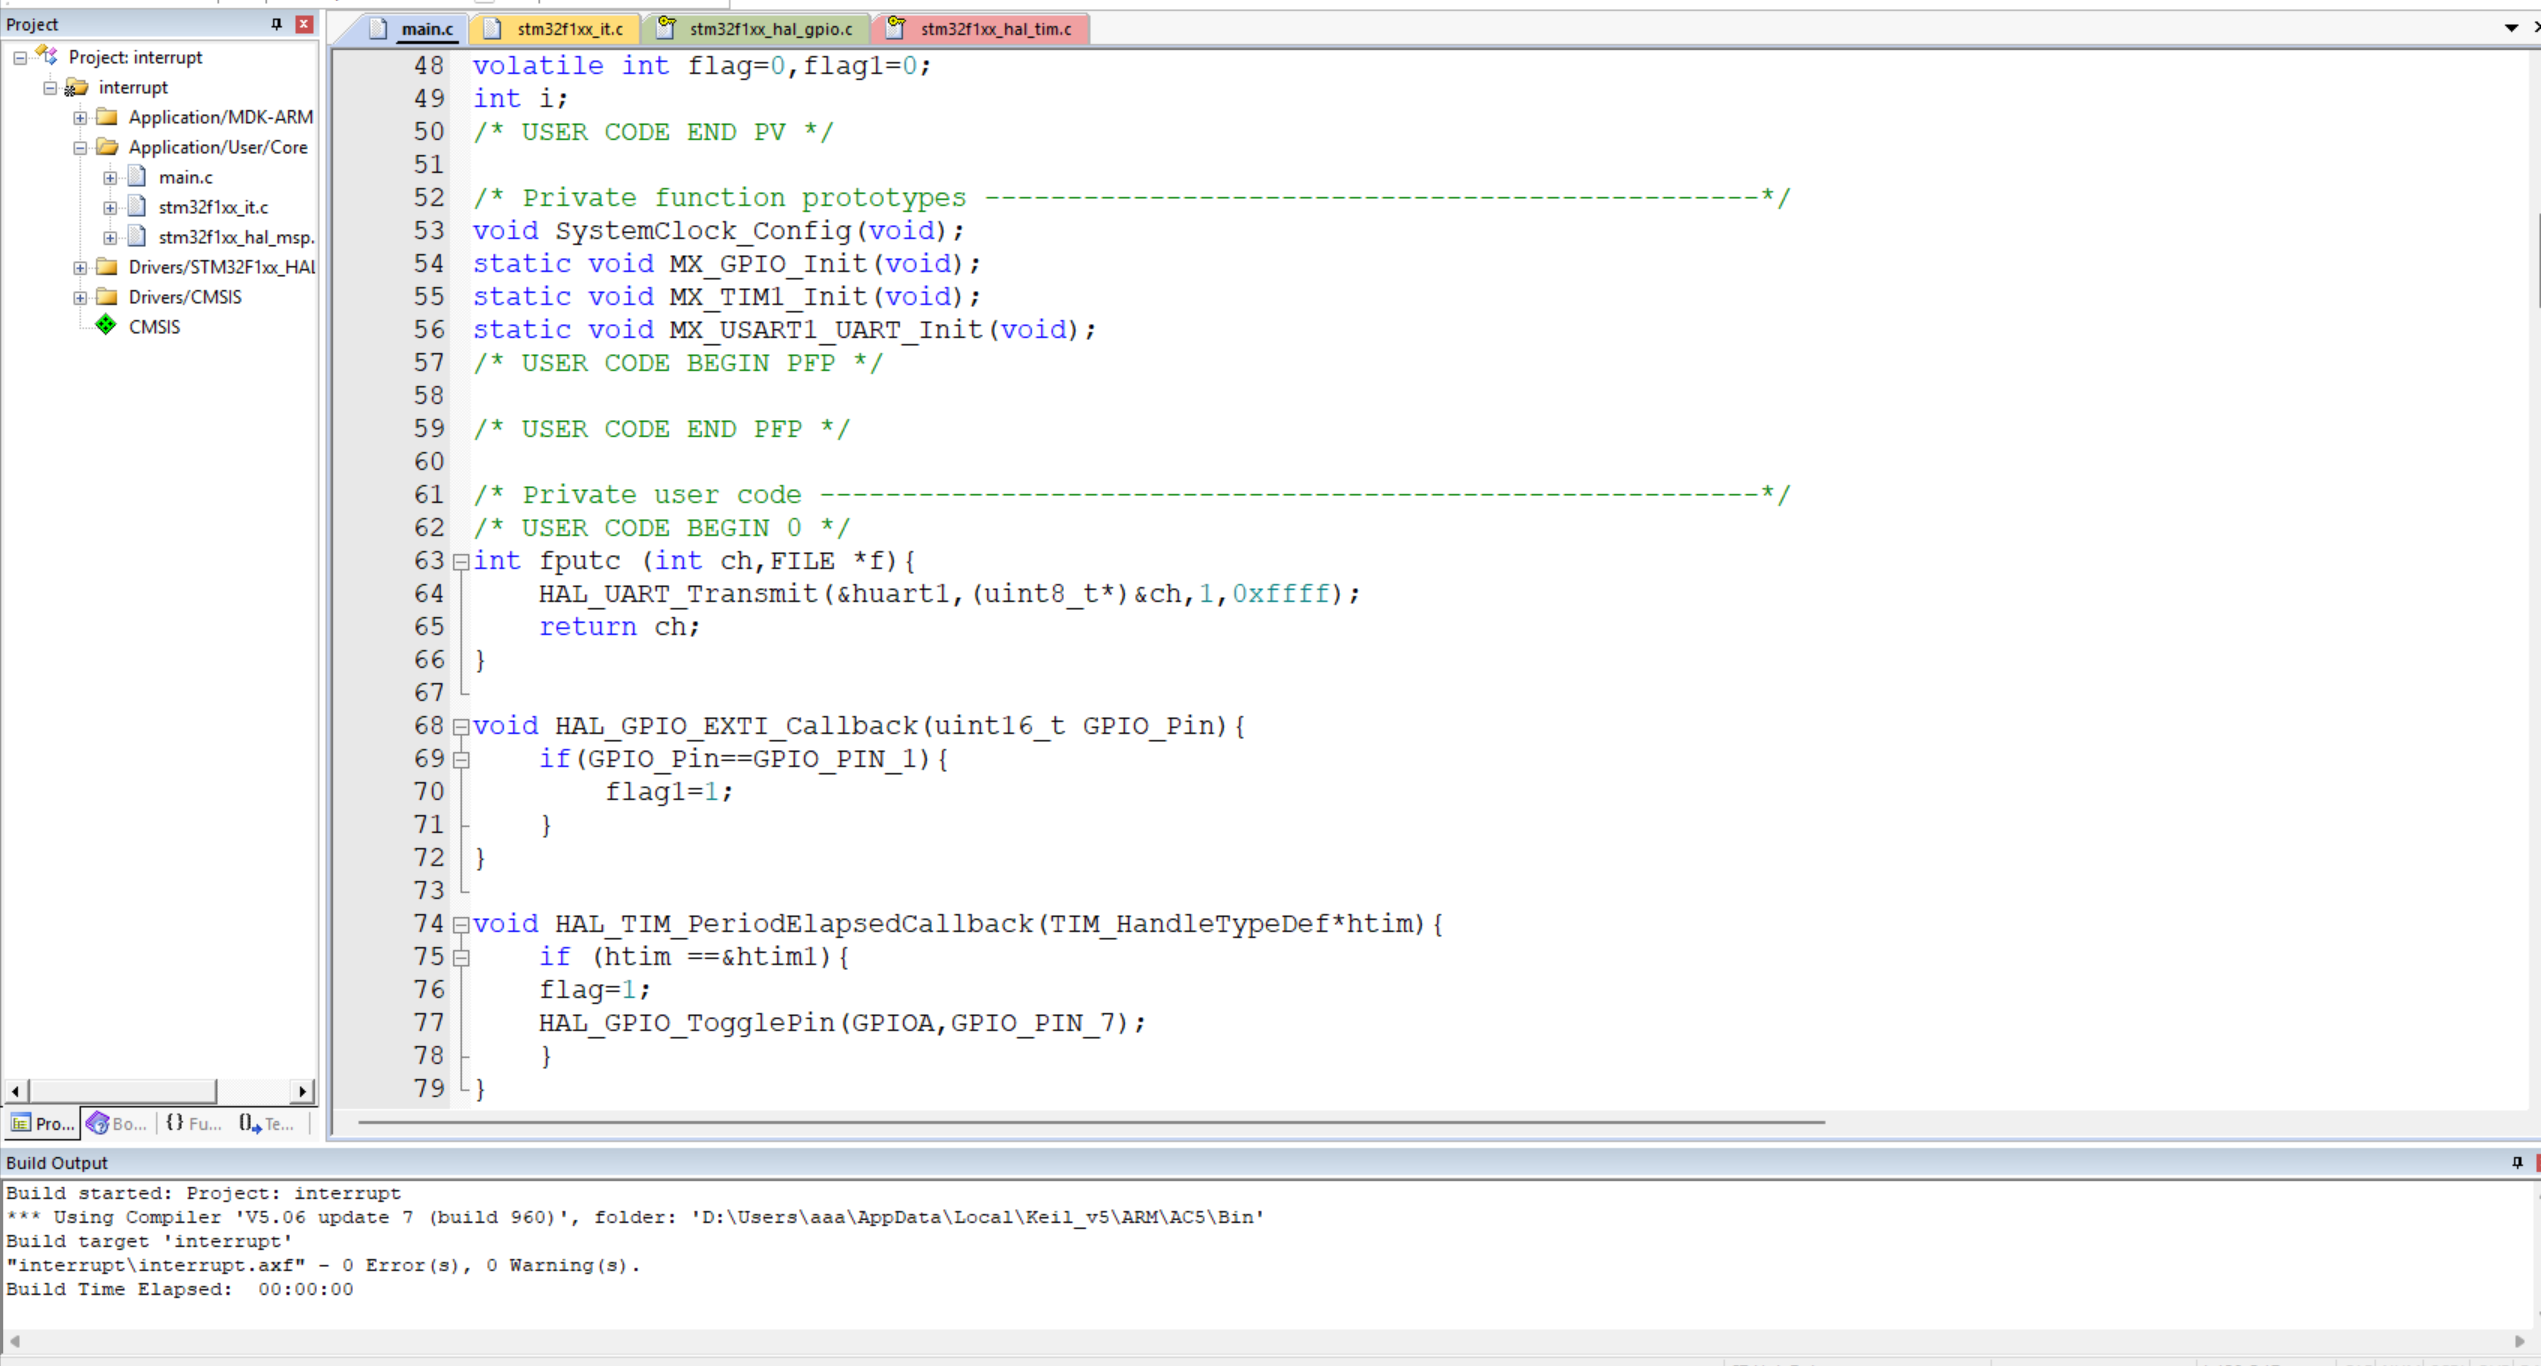 Project
Project: interrupt
interrupt
Application/MDK-ARM
Application/User/Core
main.c
stm32f1xx_it.c
stm32f1xx_hal_msp.
Drivers/STM32F1xx_HAL
Drivers/CMSIS
CMSIS
Pro... Bo... {} Fu... Te...
main.c stm32f1xx_it.c stm32f1xx_hal_gpio.c stm32f1xx_hal_tim.c
48 volatile int flag=0,flag1=0;
49 int i;
50 /* USER CODE END PV */
51
52 /* Private function prototypes -----------------------------------------------*/
53 void SystemClock_Config(void);
54 static void MX_GPIO_Init(void);
55 static void MX_TIM1_Init(void);
56 static void MX_USART1_UART_Init(void);
57 /* USER CODE BEGIN PFP */
58
59 /* USER CODE END PFP */
60
61 /* Private user code ---------------------------------------------------------*/
62 /* USER CODE BEGIN 0 */
63 int fputc (int ch,FILE *f){
64 HAL_UART_Transmit(&huart1,(uint8_t*)&ch,1,0xffff);
65 return ch;
66 }
67
68 void HAL_GPIO_EXTI_Callback(uint16_t GPIO_Pin){
69 if(GPIO_Pin==GPIO_PIN_1){
70 flag1=1;
71 }
72 }
73
74 void HAL_TIM_PeriodElapsedCallback(TIM_HandleTypeDef*htim){
75 if (htim ==&htim1){
76 flag=1;
77 HAL_GPIO_TogglePin(GPIOA,GPIO_PIN_7);
78 }
79 }
Build Output
Build started: Project: interrupt
*** Using Compiler 'V5.06 update 7 (build 960)', folder: 'D:\Users\aaa\AppData\Local\Keil_v5\ARM\AC5\Bin'
Build target 'interrupt'
"interrupt\interrupt.axf" - 0 Error(s), 0 Warning(s).
Build Time Elapsed:  00:00:00